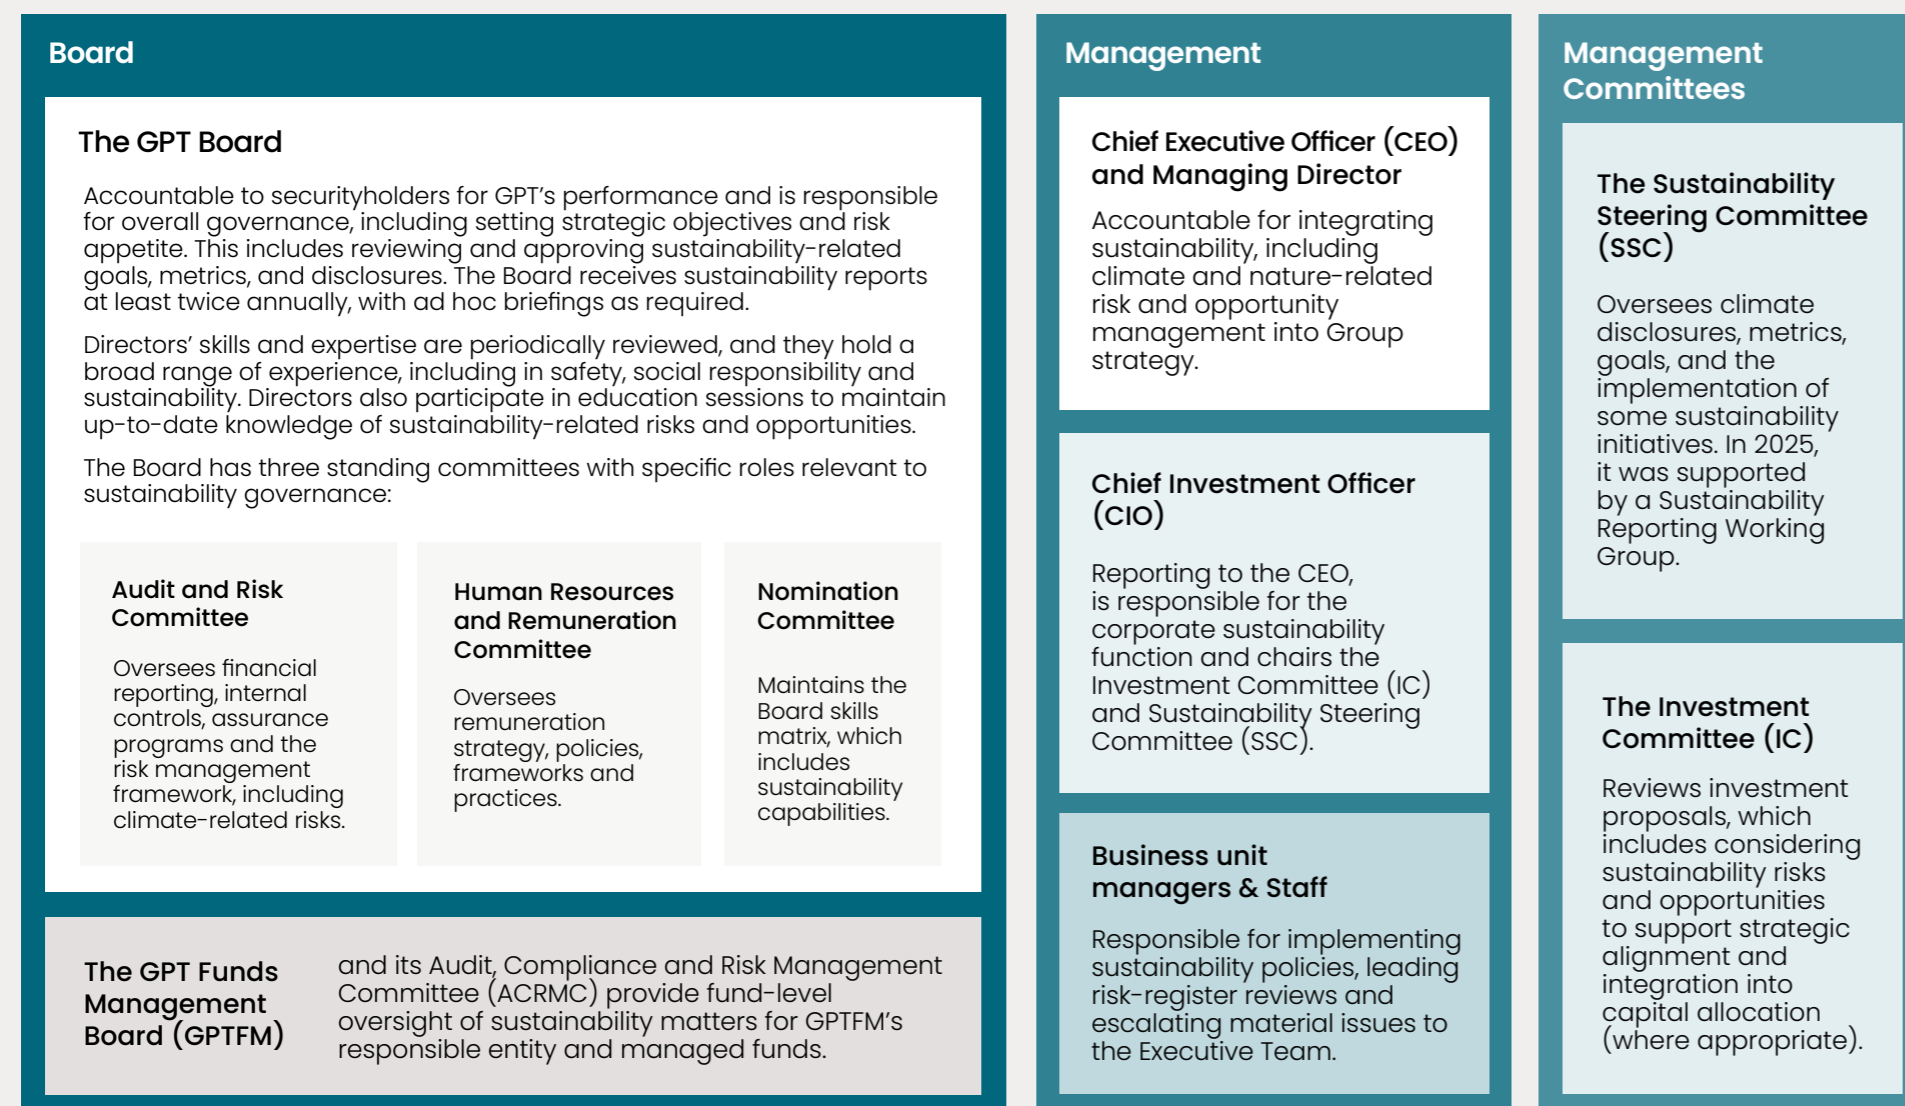 Board
The GPT Board
Accountable to securityholders for GPT's performance and is responsible
for overall governance, including setting strategic objectives and risk
appetite. This includes reviewing and approving sustainability-related
goals, metrics, and disclosures. The Board receives sustainability reports
at least twice annually, with ad hoc briefings as required.
Directors' skills and expertise are periodically reviewed, and they hold a
broad range of experience, including in safety, social responsibility and
sustainability. Directors also participate in education sessions to maintain
up-to-date knowledge of sustainability-related risks and opportunities.
The Board has three standing committees with specific roles relevant to
sustainability governance:
Audit and Risk
Committee
Oversees financial
reporting, internal
controls, assurance
programs and the
risk management
framework, including
climate-related risks.
Human Resources
and Remuneration
Committee
Oversees
remuneration
strategy, policies,
frameworks and
practices.
Nomination
Committee
Maintains the
Board skills
matrix, which
includes
sustainability
capabilities.
The GPT Funds
Management
Board (GPTFM)
and its Audit, Compliance and Risk Management
Committee (ACRMC) provide fund-level
oversight of sustainability matters for GPTFM's
responsible entity and managed funds.
Management
Chief Executive Officer (CEO)
and Managing Director
Accountable for integrating
sustainability, including
climate and nature-related
risk and opportunity
management into Group
strategy.
Chief Investment Officer
(CIO)
Reporting to the CEO,
is responsible for the
corporate sustainability
function and chairs the
Investment Committee (IC)
and Sustainability Steering
Committee (SSC).
Business unit
managers & Staff
Responsible for implementing
sustainability policies, leading
risk-register reviews and
escalating material issues to
the Executive Team.
Management
Committees
The Sustainability
Steering Committee
(SSC)
Oversees climate
disclosures, metrics,
goals, and the
implementation of
some sustainability
initiatives. In 2025,
it was supported
by a Sustainability
Reporting Working
Group.
The Investment
Committee (IC)
Reviews investment
proposals, which
includes considering
sustainability risks
and opportunities
to support strategic
alignment and
integration into
capital allocation
(where appropriate).